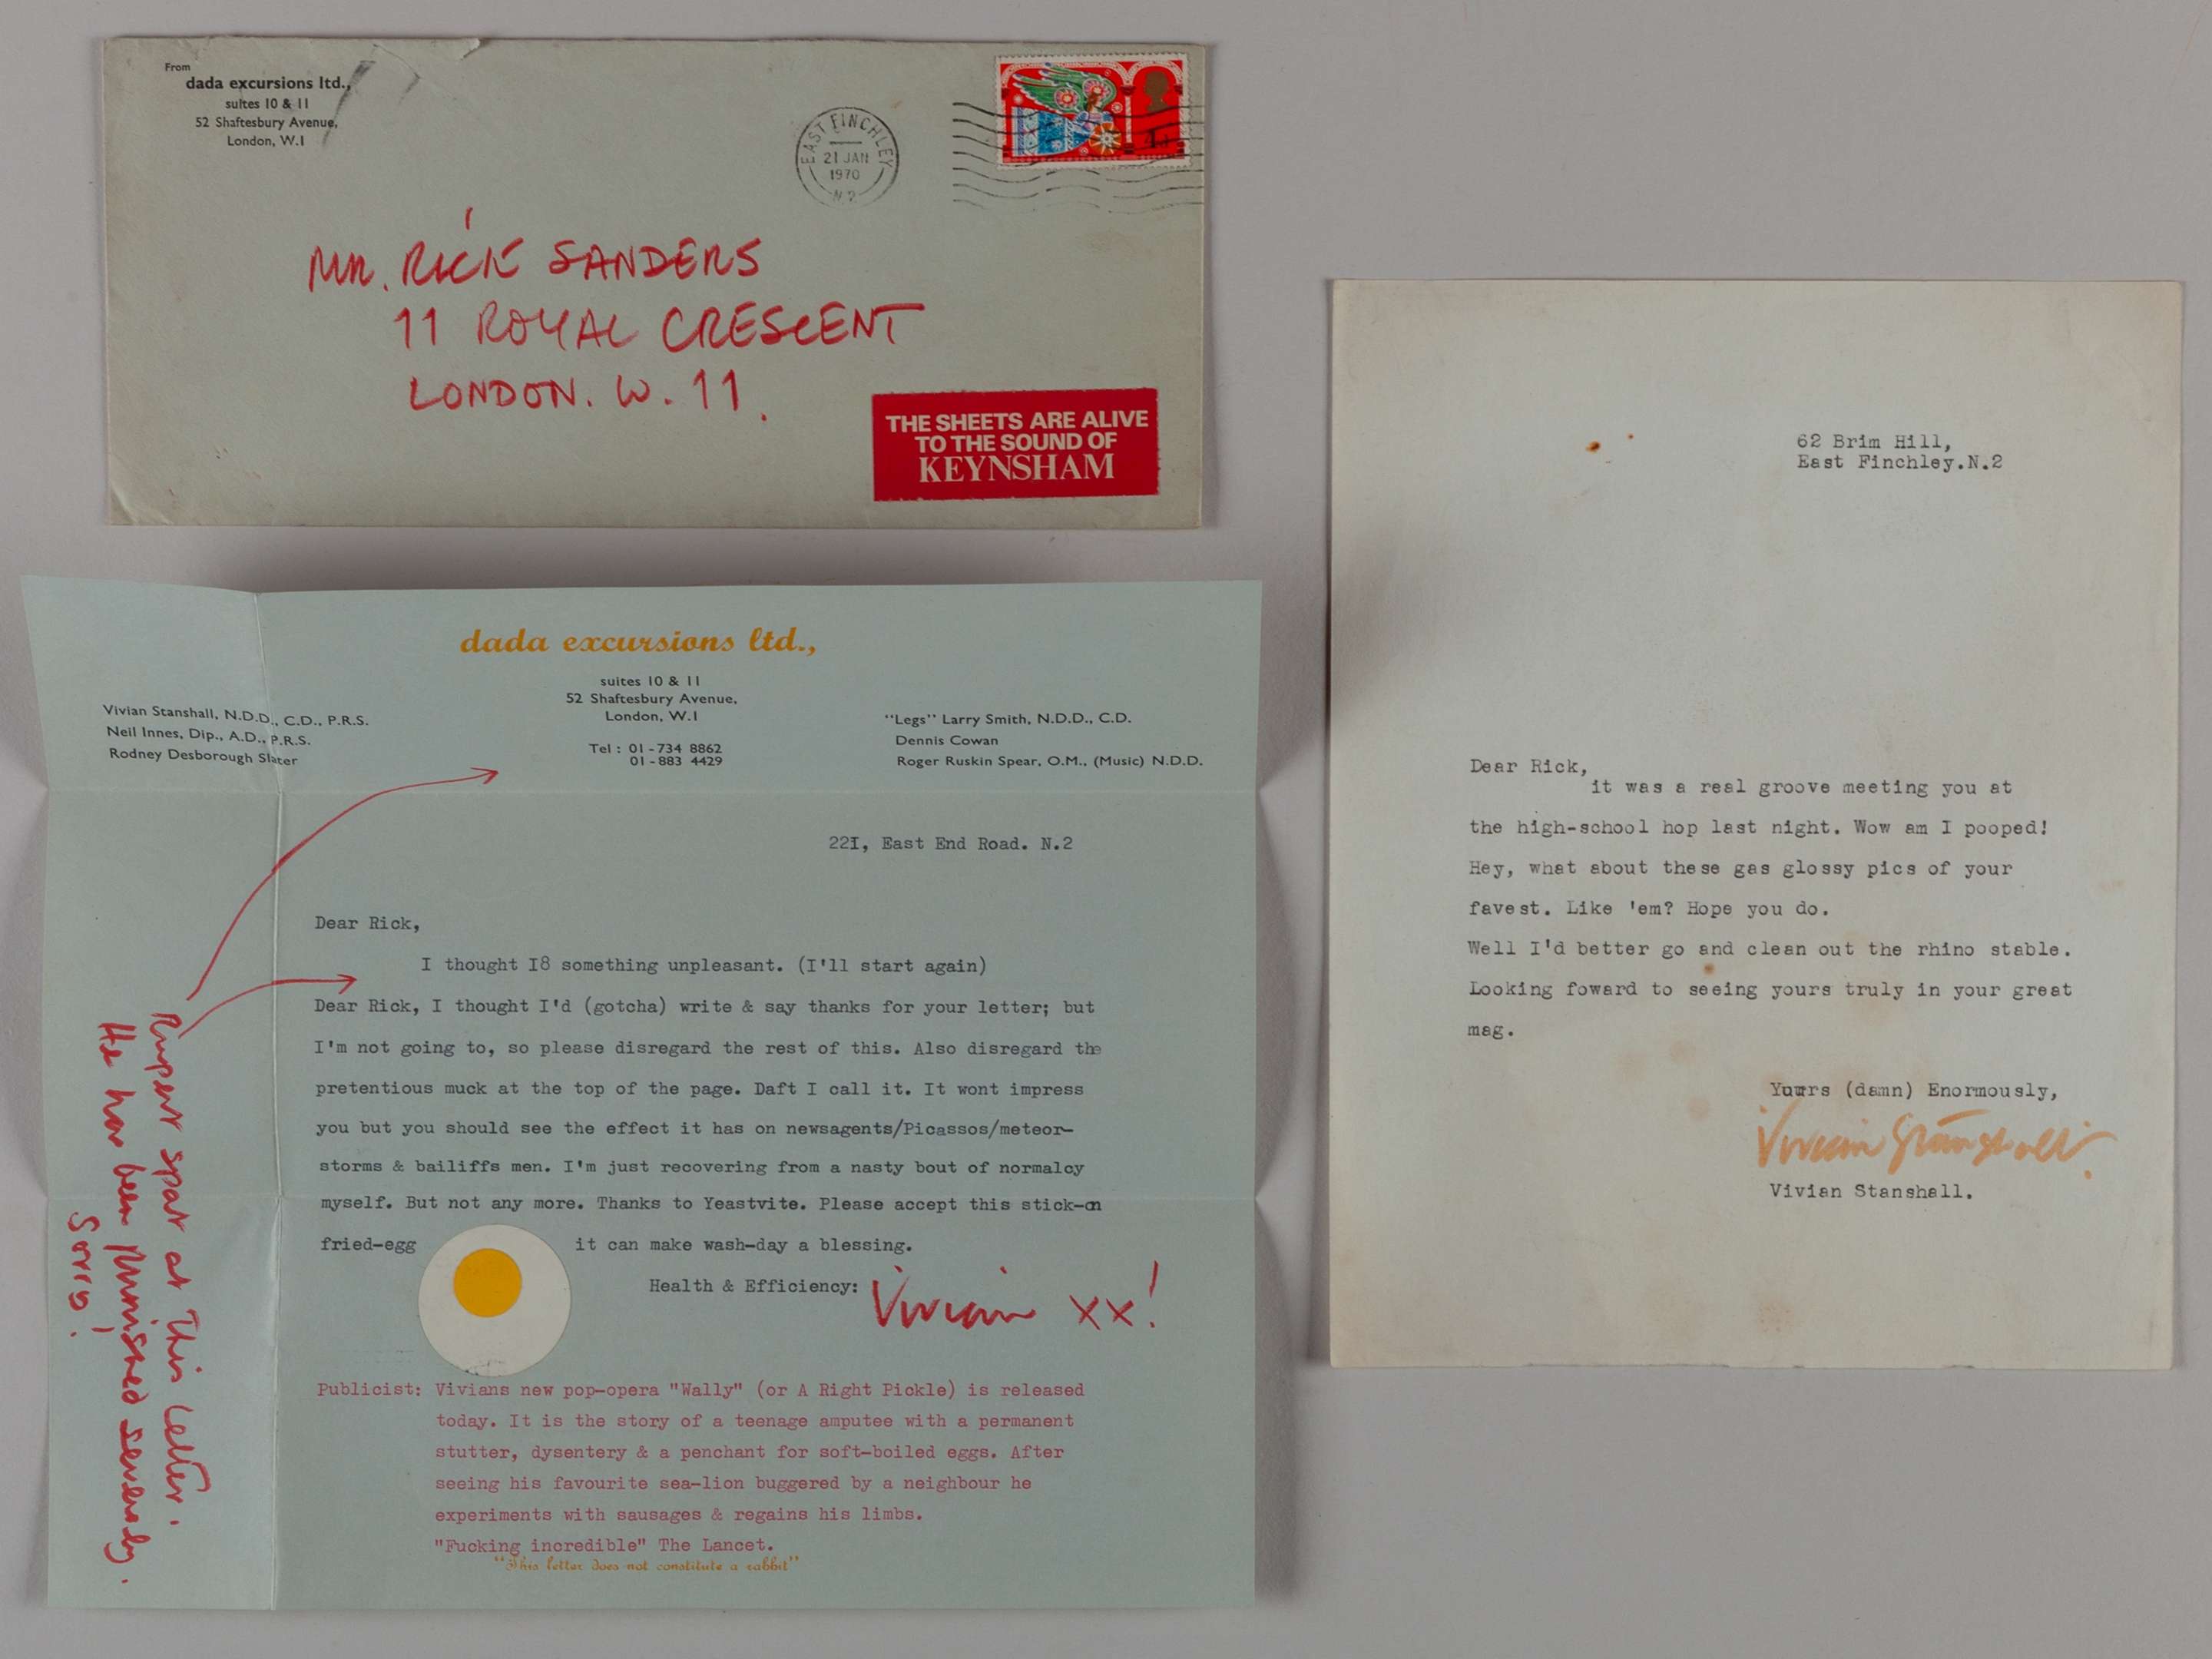 From
dada excursions ltd.,
suites 10 & 11
52 Shaftesbury Avenue,
London, W.1
EAST FINCHLEY
21 JAN
1970
N.2
4d
MR. RICK SANDERS
11 ROYAL CRESCENT
LONDON. W. 11.
THE SHEETS ARE ALIVE
TO THE SOUND OF
KEYNSHAM
dada excursions ltd.,
suites 10 & 11
52 Shaftesbury Avenue,
London, W.1
Tel : 01-734 8862
01-883 4429
Vivian Stanshall, N.D.D., C.D., P.R.S.
Neil Innes, Dip., A.D., P.R.S.
Rodney Desborough Slater
"Legs" Larry Smith, N.D.D., C.D.
Dennis Cowan
Roger Ruskin Spear, O.M., (Music) N.D.D.
22I, East End Road. N.2
Dear Rick,
I thought I8 something unpleasant. (I'll start again)
Dear Rick, I thought I'd (gotcha) write & say thanks for your letter; but
I'm not going to, so please disregard the rest of this. Also disregard the
pretentious muck at the top of the page. Daft I call it. It wont impress
you but you should see the effect it has on newsagents/Picassos/meteor-
storms & bailiffs men. I'm just recovering from a nasty bout of normalcy
myself. But not any more. Thanks to Yeastvite. Please accept this stick-on
fried-egg it can make wash-day a blessing.
Health & Efficiency:
Vivian xx!
Publicist: Vivians new pop-opera "Wally" (or A Right Pickle) is released
today. It is the story of a teenage amputee with a permanent
stutter, dysentery & a penchant for soft-boiled eggs. After
seeing his favourite sea-lion buggered by a neighbour he
experiments with sausages & regains his limbs.
"Fucking incredible" The Lancet.
"This letter does not constitute a rabbit"
Rupert spat at this letter.
He has been punished severely.
Sorry!
62 Brim Hill,
East Finchley.N.2
Dear Rick,
it was a real groove meeting you at
the high-school hop last night. Wow am I pooped!
Hey, what about these gas glossy pics of your
favest. Like 'em? Hope you do.
Well I'd better go and clean out the rhino stable.
Looking foward to seeing yours truly in your great
mag.
Yuurs (damn) Enormously,
Vivian Stanshall.
Vivian Stanshall.